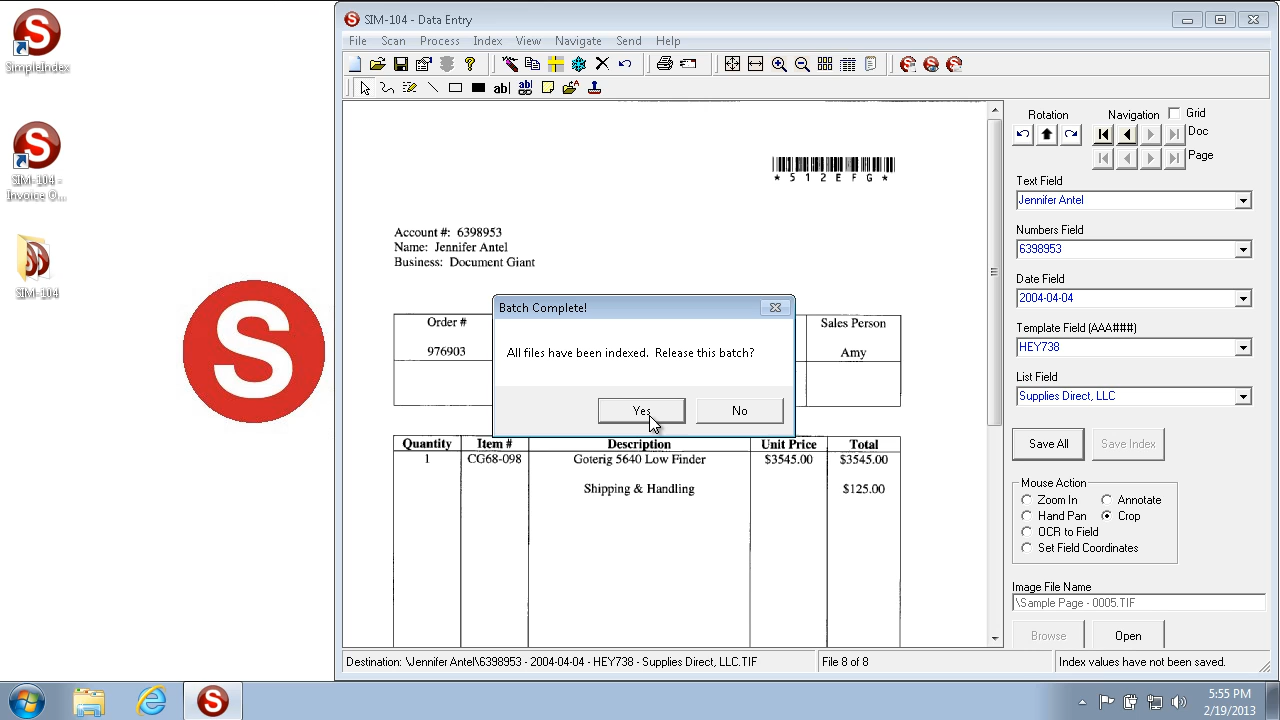 SimpleIndex
SIM-104 -
Invoice O...
SIM-104
S
SIM-104 - Data Entry
File Scan Process Index View Navigate Send Help
ab|
ab|
*512EFG*
Account #: 6398953
Name: Jennifer Antel
Business: Document Giant
Order #
976903
Sales Person
Amy
Batch Complete!
All files have been indexed. Release this batch?
Yes
No
Quantity Item # Description Unit Price Total
1 CG68-098 Goterig 5640 Low Finder $3545.00 $3545.00
Shipping & Handling $125.00
Rotation
Navigation
Grid
Doc
Page
Text Field
Jennifer Antel
Numbers Field
6398953
Date Field
2004-04-04
Template Field (AAA###)
HEY738
List Field
Supplies Direct, LLC
Save All
Save Index
Mouse Action
Zoom In
Annotate
Hand Pan
Crop
OCR to Field
Set Field Coordinates
Image File Name
\Sample Page - 0005.TIF
Browse
Open
Destination: \Jennifer Antel\6398953 - 2004-04-04 - HEY738 - Supplies Direct, LLC.TIF
File 8 of 8
Index values have not been saved.
5:55 PM
2/19/2013